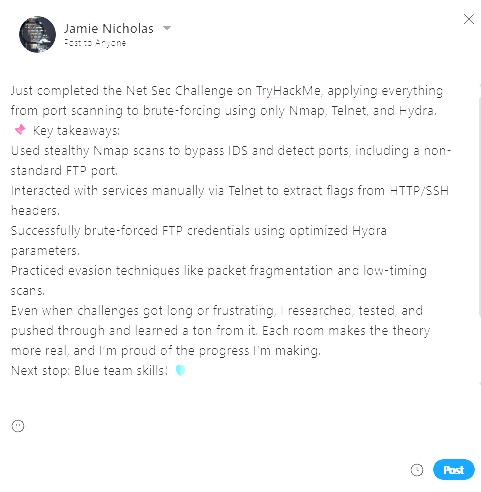 Jamie Nicholas
Post to Anyone
Just completed the Net Sec Challenge on TryHackMe, applying everything
from port scanning to brute-forcing using only Nmap, Telnet, and Hydra.
📌 Key takeaways:
Used stealthy Nmap scans to bypass IDS and detect ports, including a non-
standard FTP port.
Interacted with services manually via Telnet to extract flags from HTTP/SSH
headers.
Successfully brute-forced FTP credentials using optimized Hydra
parameters.
Practiced evasion techniques like packet fragmentation and low-timing
scans.
Even when challenges got long or frustrating, I researched, tested, and
pushed through and learned a ton from it. Each room makes the theory
more real, and I'm proud of the progress I'm making.
Next stop: Blue team skills! 🛡️
Post